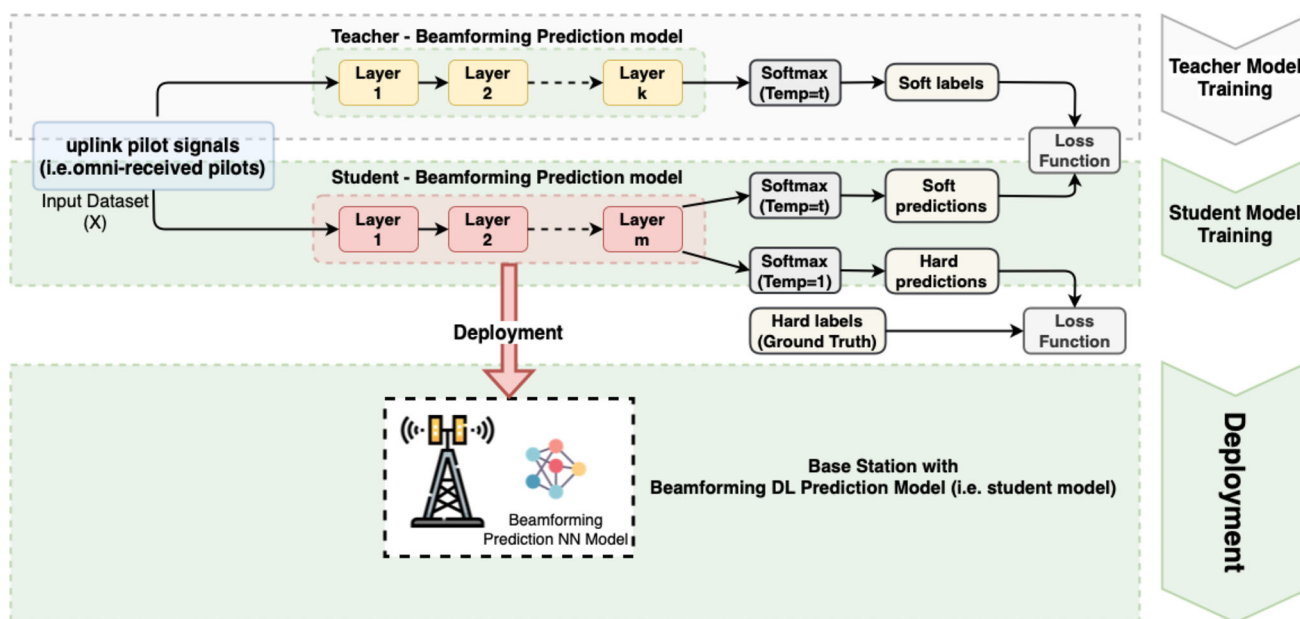 Teacher - Beamforming Prediction model
Layer
1
Layer
2
Layer
k
Softmax
(Temp=t)
Soft labels
Loss
Function
Teacher Model
Training
uplink pilot signals
(i.e.omni-received pilots)
Input Dataset
(X)
Student - Beamforming Prediction model
Layer
1
Layer
2
Layer
m
Softmax
(Temp=t)
Soft
predictions
Softmax
(Temp=1)
Hard
predictions
Hard labels
(Ground Truth)
Loss
Function
Student Model
Training
Deployment
Beamforming
Prediction NN Model
Base Station with
Beamforming DL Prediction Model (i.e. student model)
Deployment